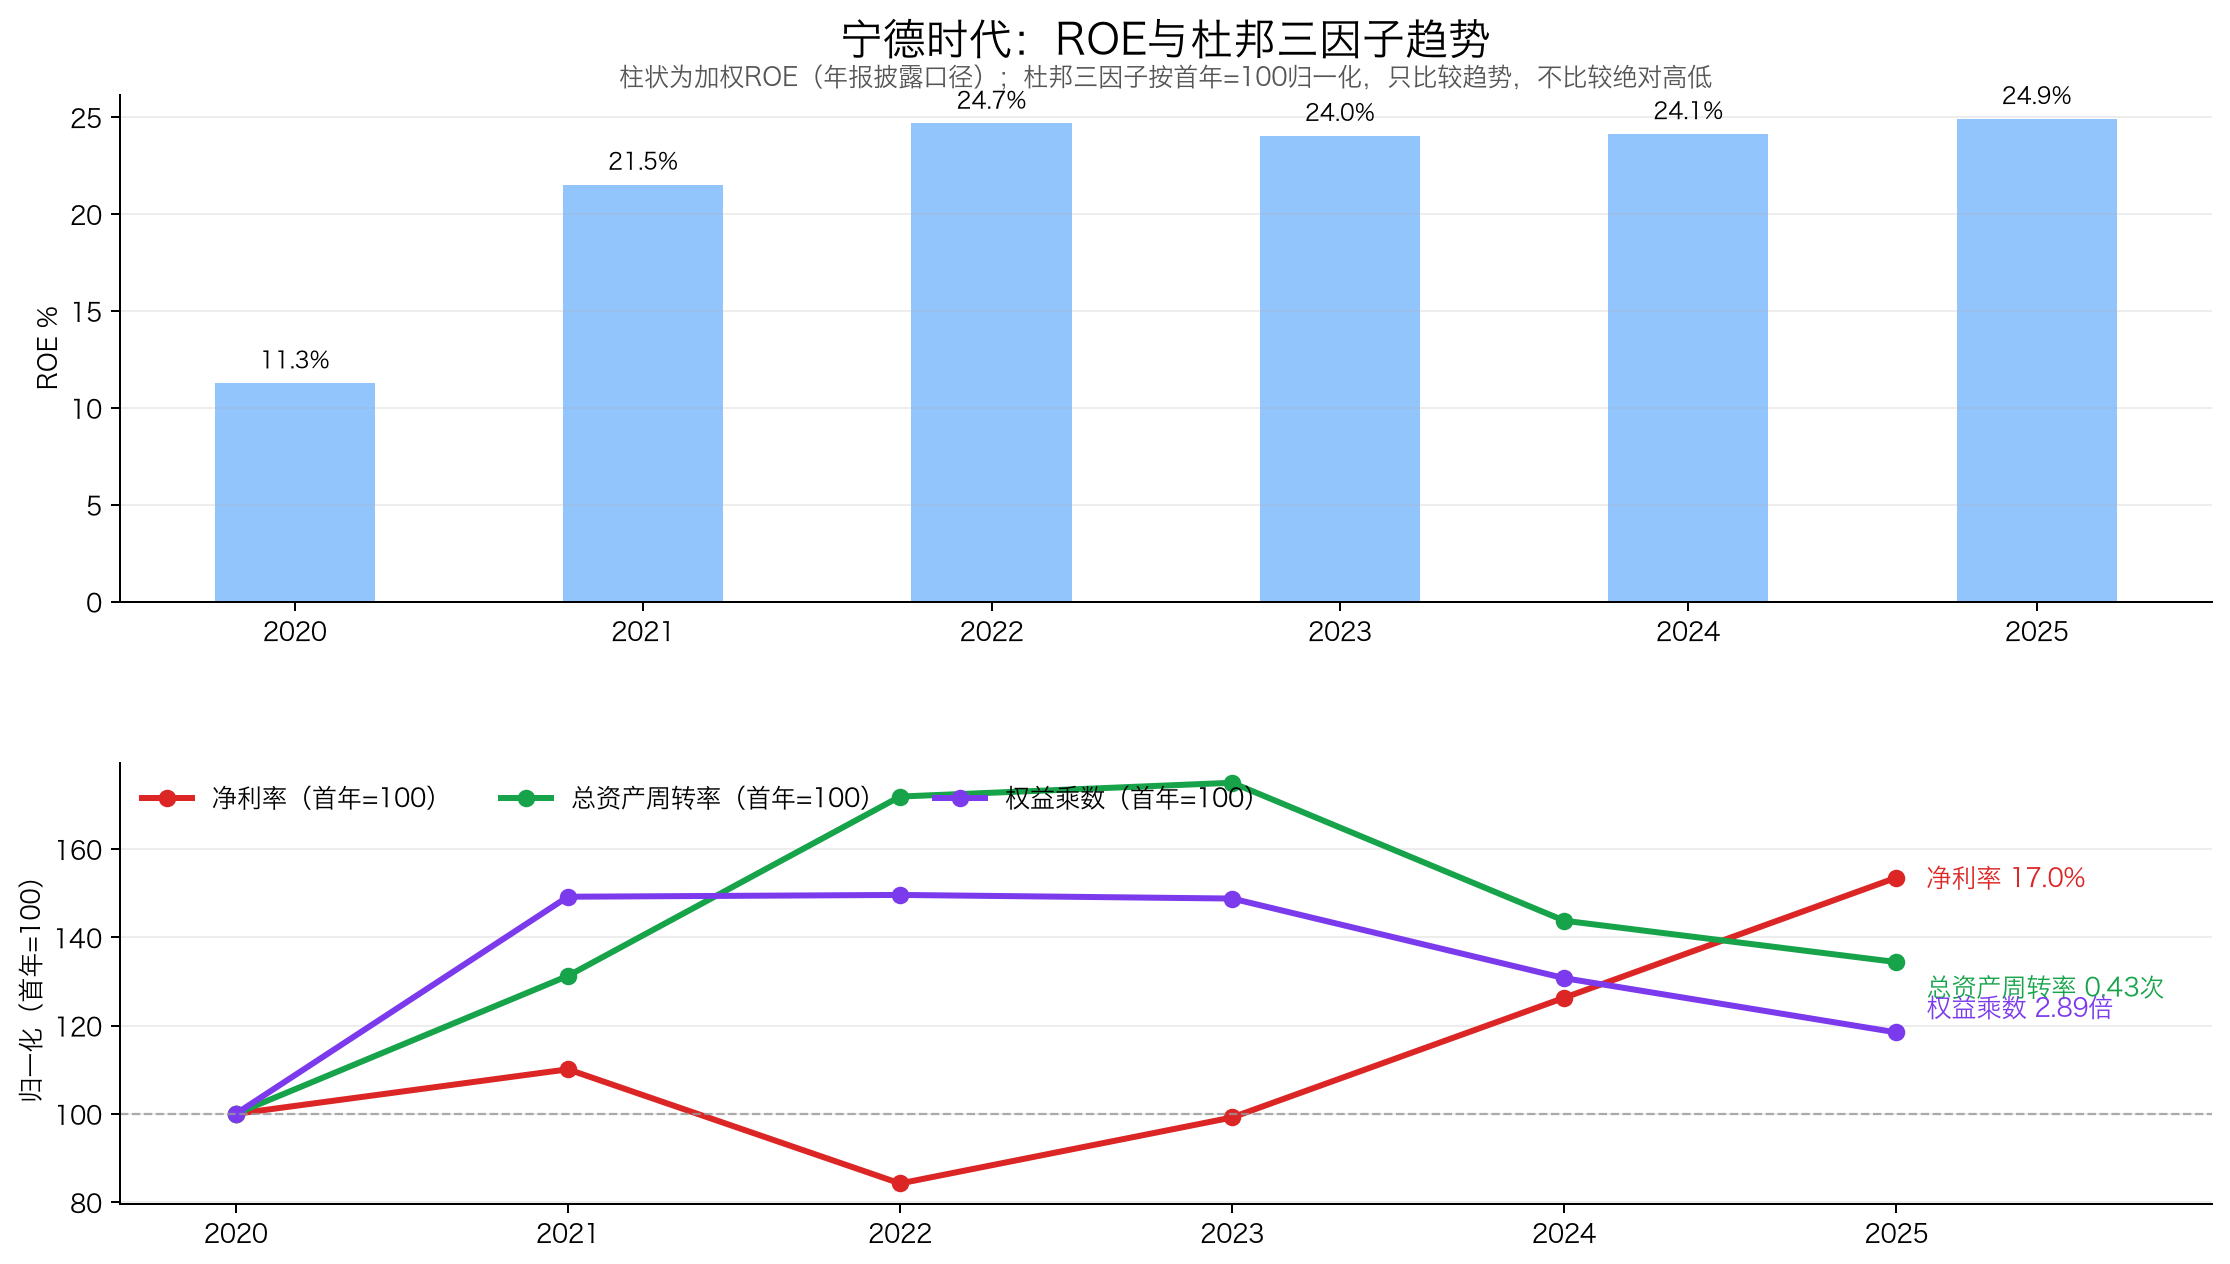 宁德时代：ROE与杜邦三因子趋势
柱状为加权ROE（年报披露口径）；杜邦三因子按首年=100归一化，只比较趋势，不比较绝对高低
ROE %
25
20
15
10
5
0
11.3%
21.5%
24.7%
24.0%
24.1%
24.9%
2020
2021
2022
2023
2024
2025
归一化（首年=100）
净利率（首年=100）
总资产周转率（首年=100）
权益乘数（首年=100）
160
140
120
100
80
净利率 17.0%
总资产周转率 0.43次
权益乘数 2.89倍
2020
2021
2022
2023
2024
2025